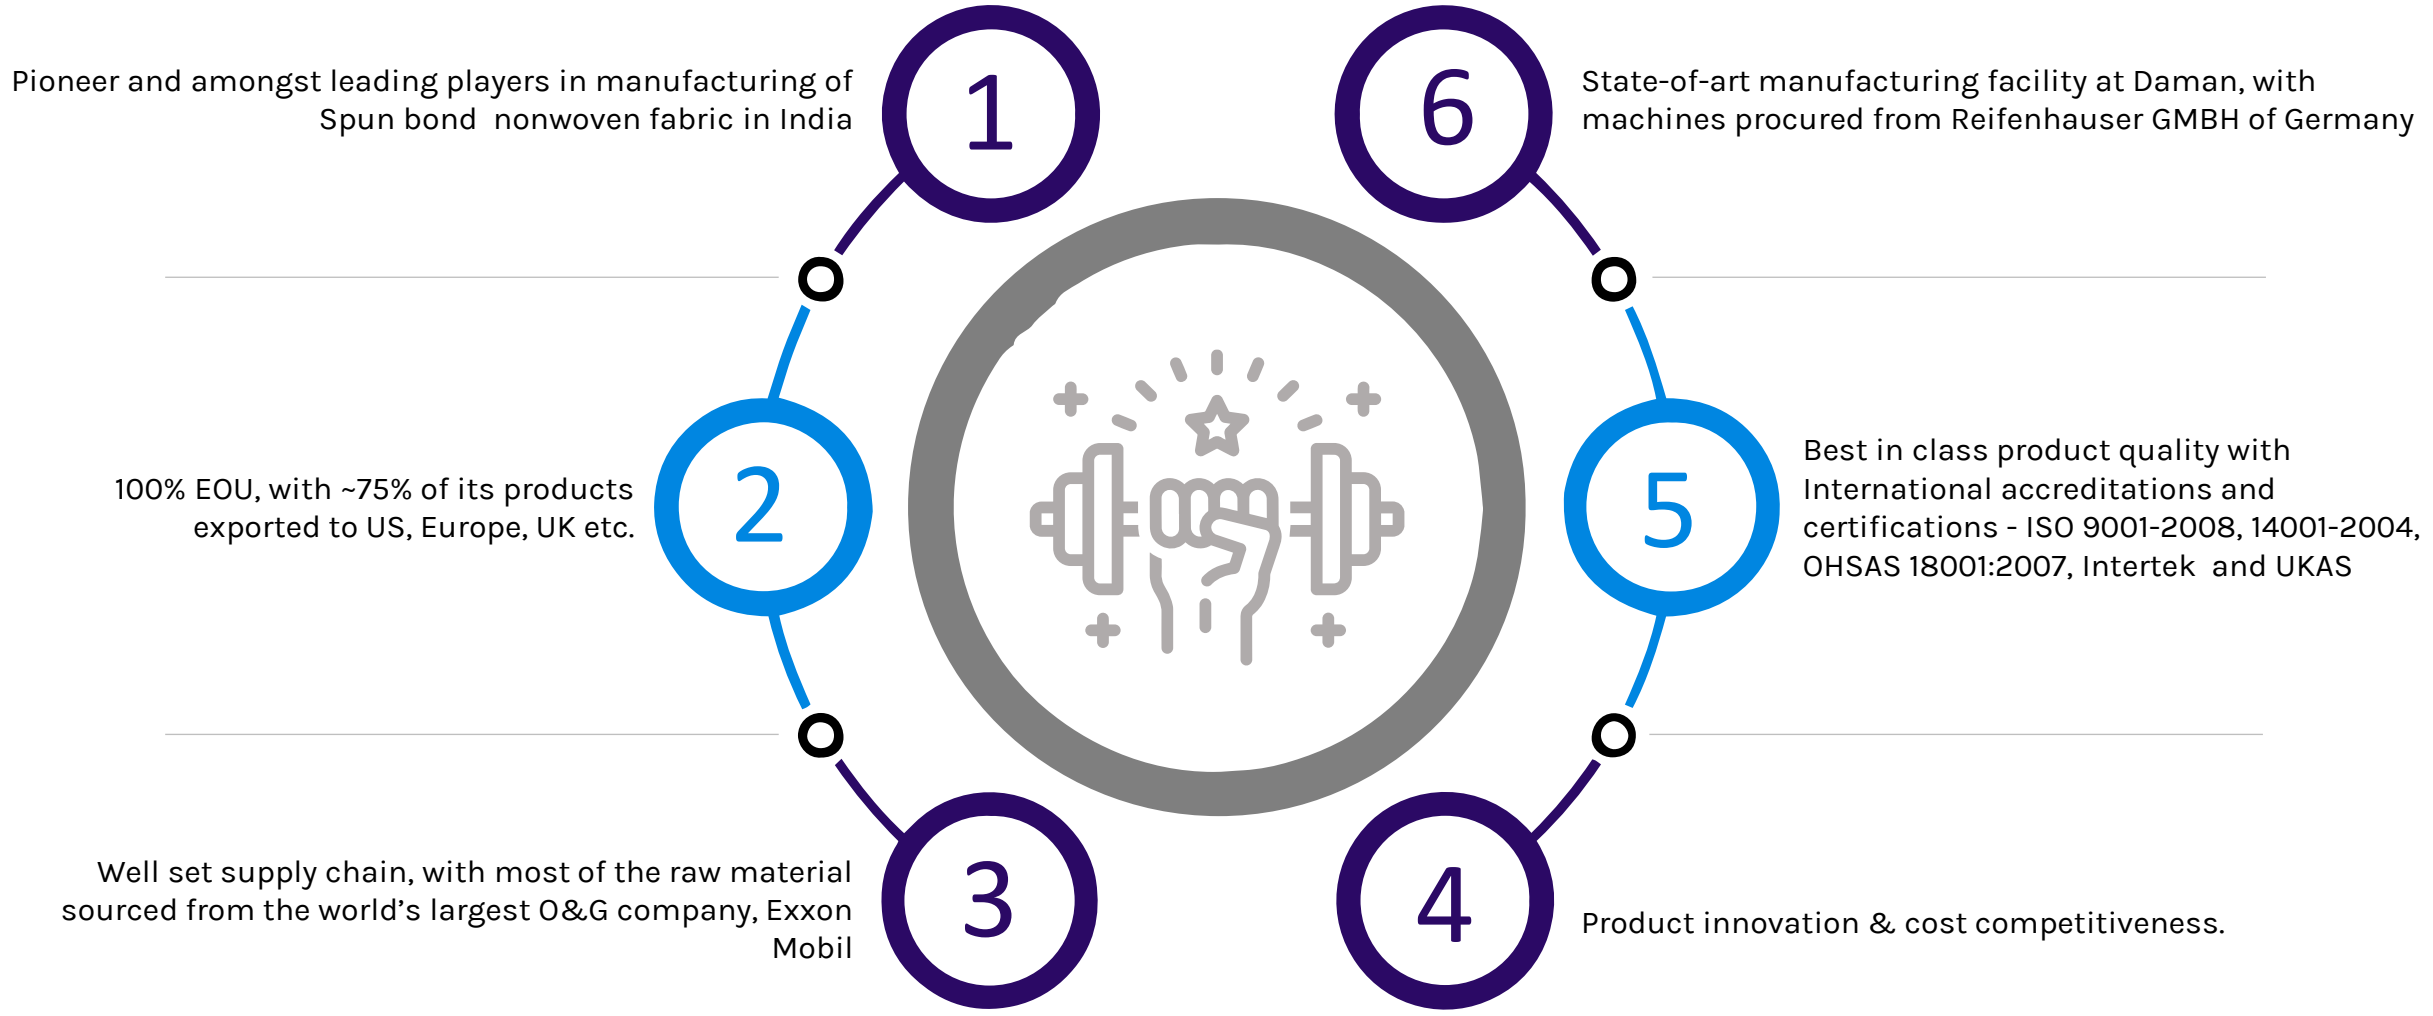 1
Pioneer and amongst leading players in manufacturing of
Spun bond  nonwoven fabric in India
2
100% EOU, with ~75% of its products
exported to US, Europe, UK etc.
3
Well set supply chain, with most of the raw material
sourced from the world’s largest O&G company, Exxon
Mobil
4
Product innovation & cost competitiveness.
5
Best in class product quality with
International accreditations and
certifications - ISO 9001-2008, 14001-2004,
OHSAS 18001:2007, Intertek  and UKAS
6
State-of-art manufacturing facility at Daman, with
machines procured from Reifenhauser GMBH of Germany